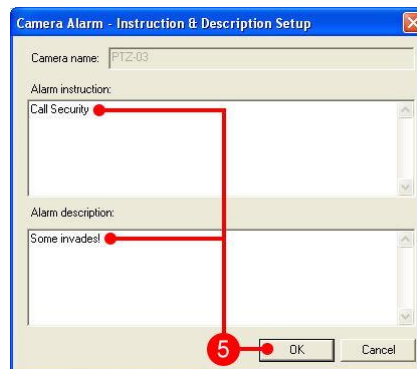 Camera Alarm - Instruction & Description Setup
Camera name: PTZ-03
Alarm instruction:
Call Security
Alarm description:
Some invades!
5 OK Cancel